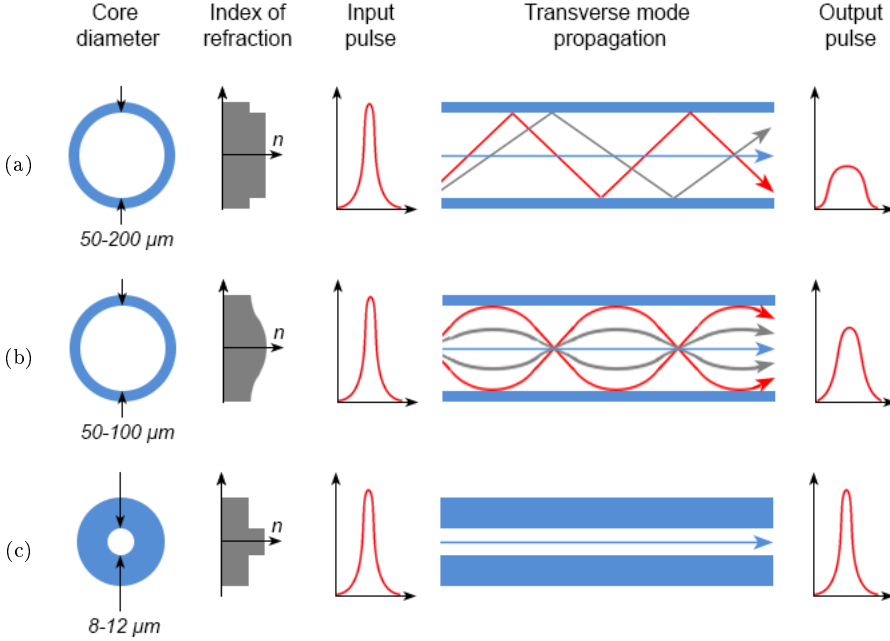 Core
diameter
Index of
refraction
Input
pulse
Transverse mode
propagation
Output
pulse
(a)
n
50-200 µm
(b)
n
50-100 µm
(c)
n
8-12 µm